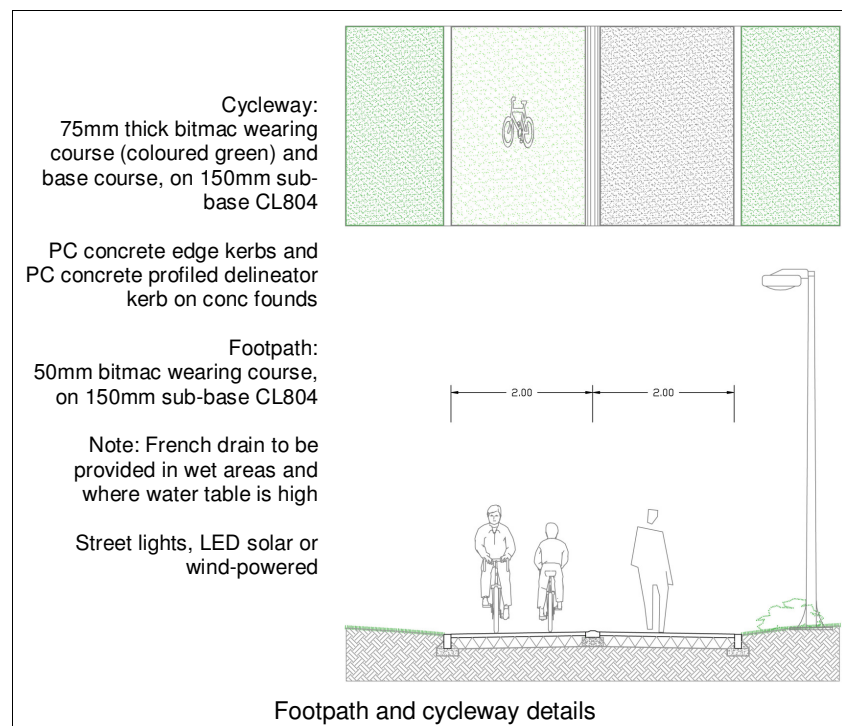 Cycleway:
75mm thick bitmac wearing
course (coloured green) and
base course, on 150mm sub-
base CL804
PC concrete edge kerbs and
PC concrete profiled delineator
kerb on conc founds
Footpath:
50mm bitmac wearing course,
on 150mm sub-base CL804
Note: French drain to be
provided in wet areas and
where water table is high
Street lights, LED solar or
wind-powered
2.00 2.00
Footpath and cycleway details